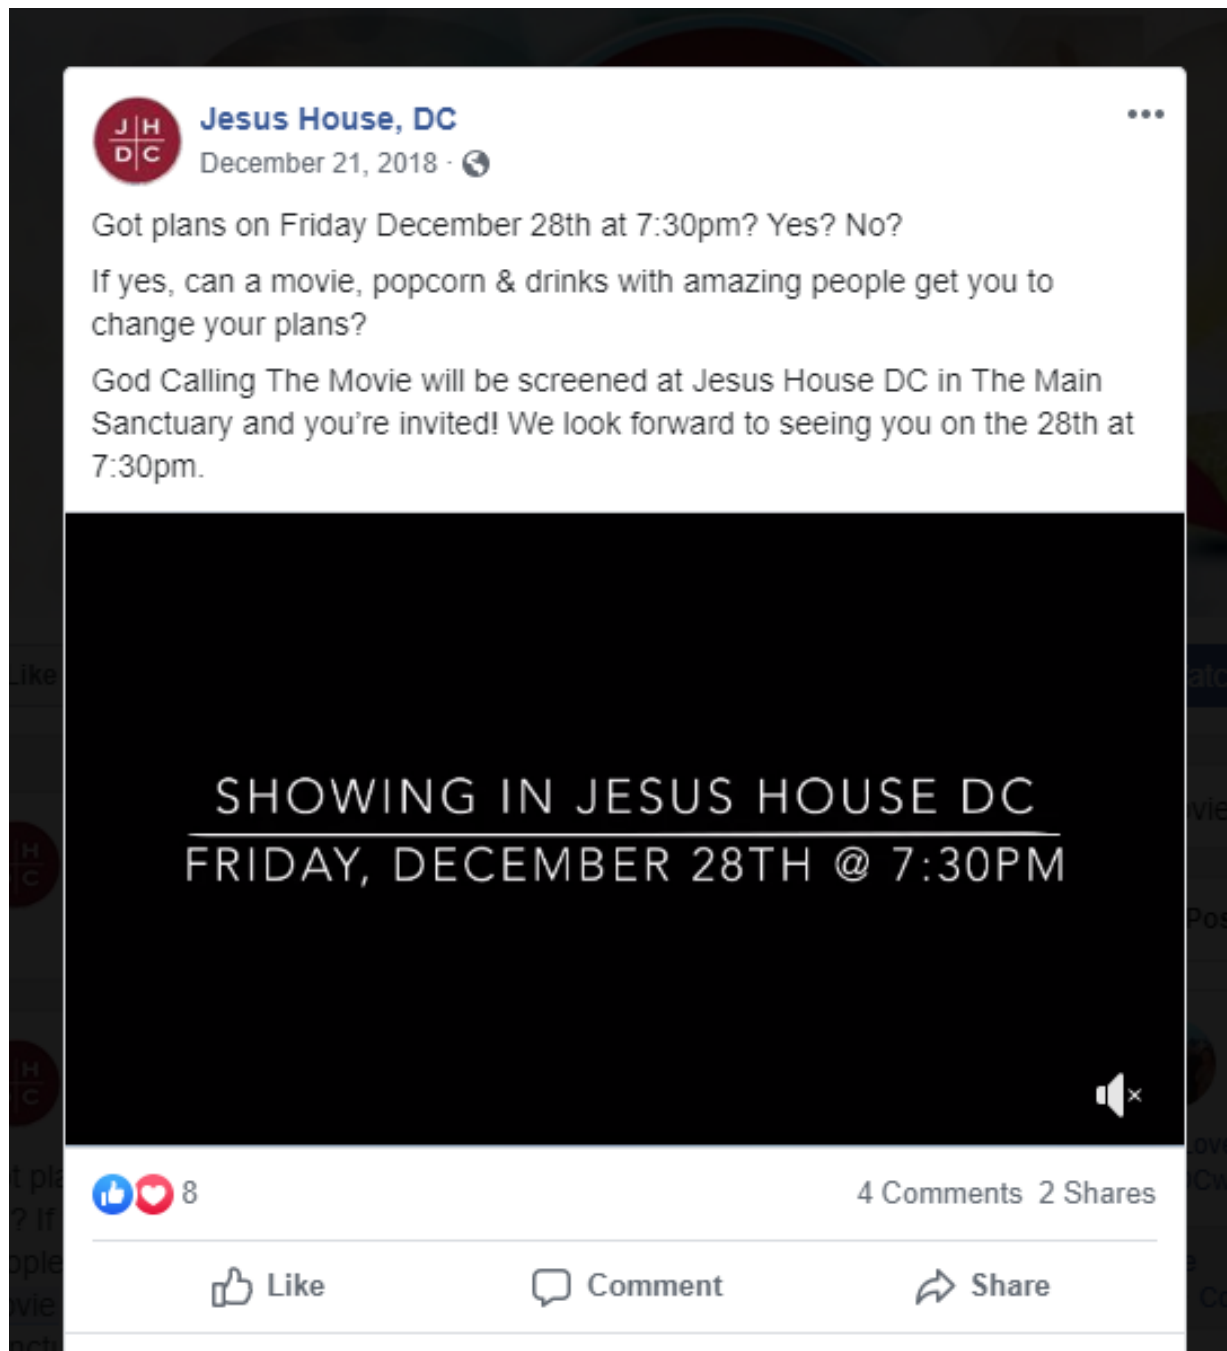 J H
D C
Jesus House, DC
December 21, 2018 ·
Got plans on Friday December 28th at 7:30pm? Yes? No?
If yes, can a movie, popcorn & drinks with amazing people get you to
change your plans?
God Calling The Movie will be screened at Jesus House DC in The Main
Sanctuary and you’re invited! We look forward to seeing you on the 28th at
7:30pm.
SHOWING IN JESUS HOUSE DC
FRIDAY, DECEMBER 28TH @ 7:30PM
8
4 Comments 2 Shares
Like
Comment
Share